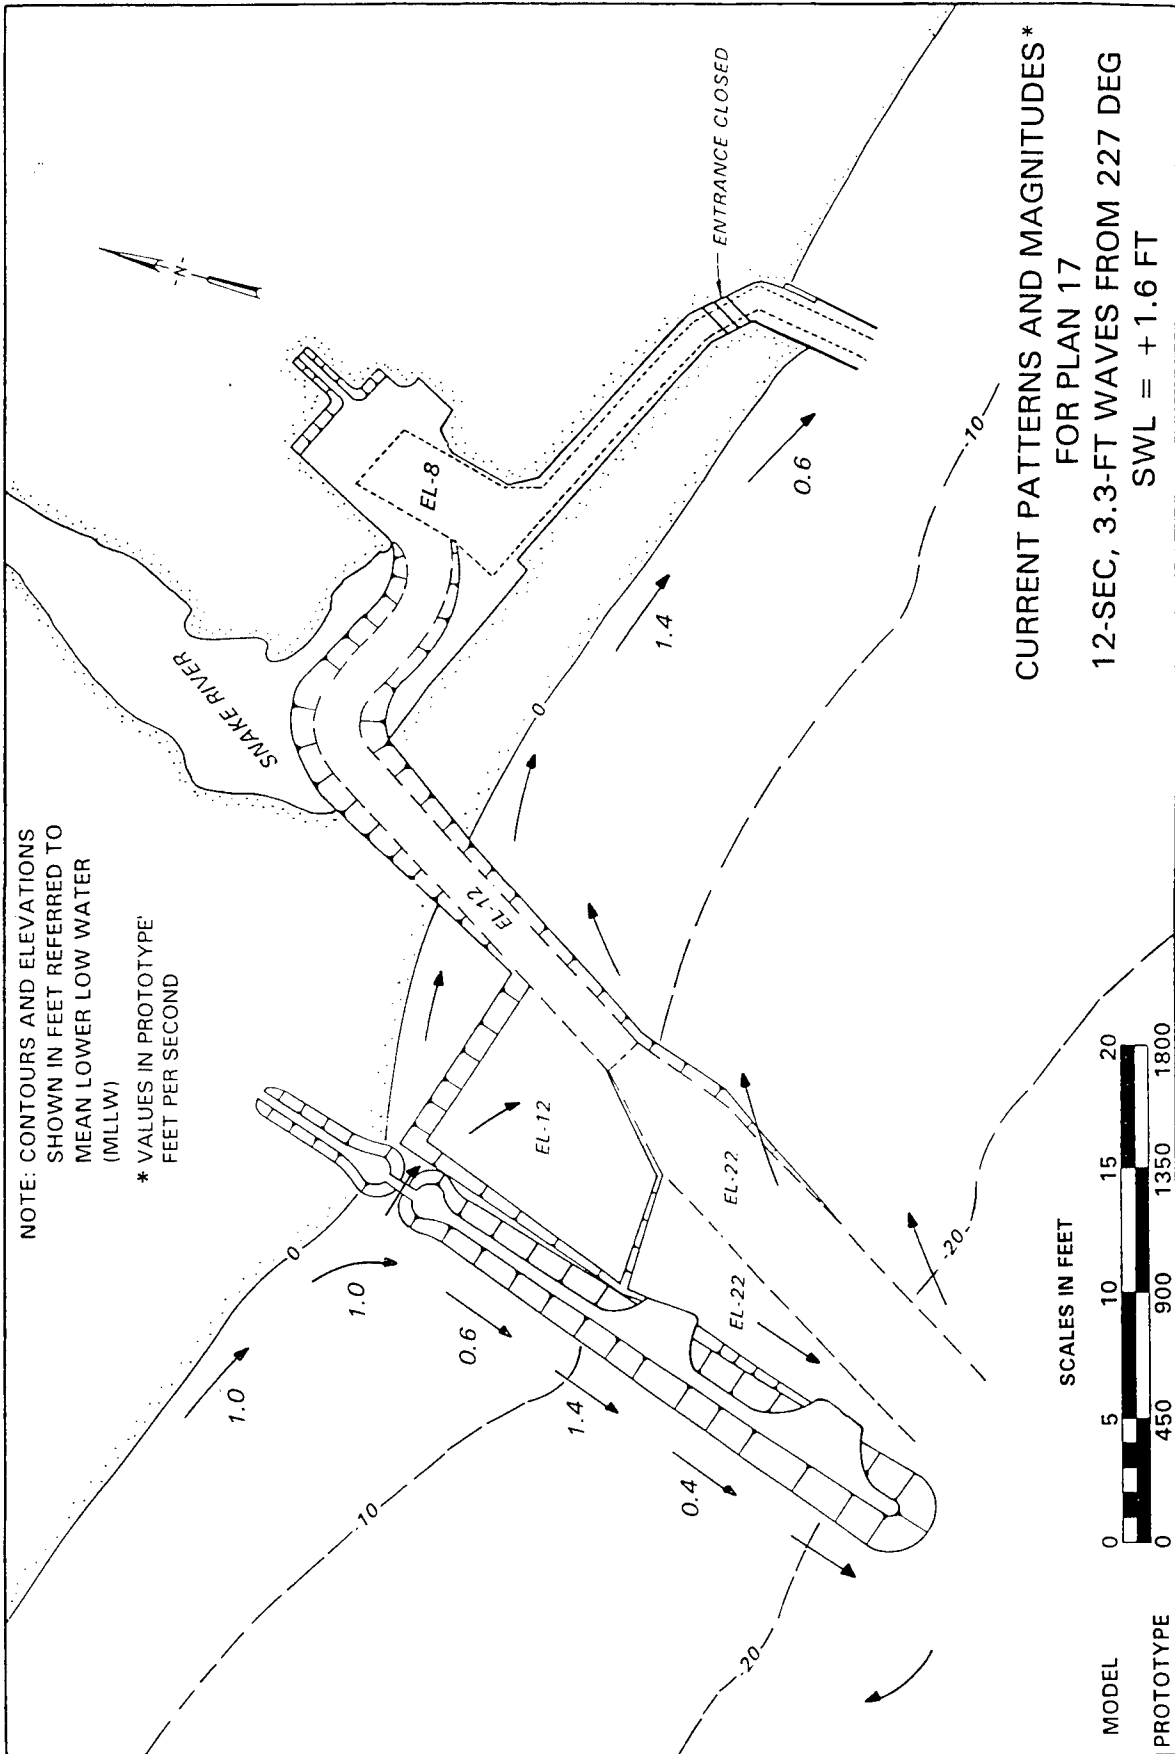 NOTE: CONTOURS AND ELEVATIONS
SHOWN IN FEET REFERRED TO
MEAN LOWER LOW WATER
(MLLW)
* VALUES IN PROTOTYPE'
FEET PER SECOND
SNAKE RIVER
-N-
EL-8
ENTRANCE CLOSED
EL-12
EL-12
EL-22
EL-22
0
0
-10
-10
-20
-20-
1.0
1.0
0.6
1.4
0.4
1.4
0.6
CURRENT PATTERNS AND MAGNITUDES*
FOR PLAN 17
12-SEC, 3.3-FT WAVES FROM 227 DEG
SWL = +1.6 FT
SCALES IN FEET
MODEL 0 5 10 15 20
PROTOTYPE 0 450 900 1350 1800